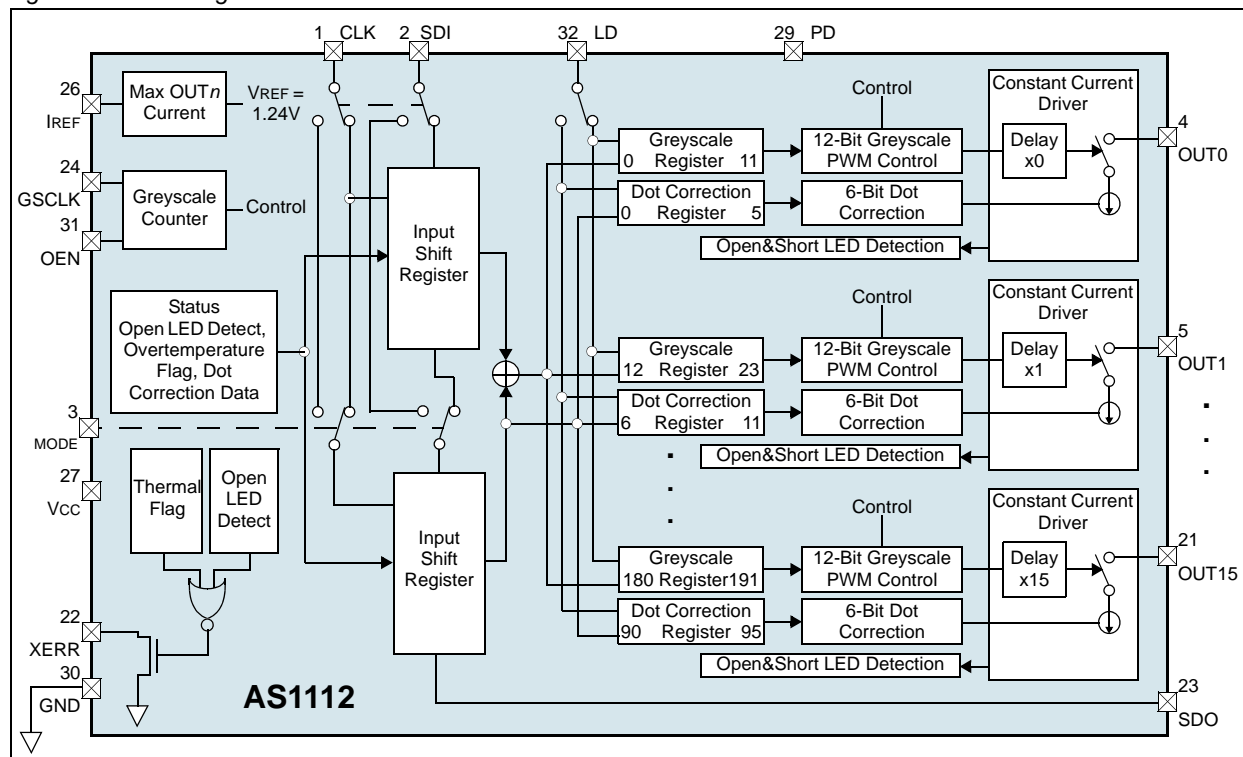 1 CLK
2 SDI
32 LD
29 PD
26
IREF
Max OUTn
Current
VREF =
1.24V
24
GSCLK
31
OEN
Greyscale
Counter
Control
Status
Open LED Detect,
Overtemperature
Flag, Dot
Correction Data
3
MODE
27
VCC
Thermal
Flag
Open
LED
Detect
22
XERR
30
GND
AS1112
Input
Shift
Register
Input
Shift
Register
Greyscale
0 Register 11
Dot Correction
0 Register 5
Control
12-Bit Greyscale
PWM Control
6-Bit Dot
Correction
Open&Short LED Detection
Constant Current
Driver
Delay
x0
4
OUT0
Greyscale
12 Register 23
Dot Correction
6 Register 11
Control
12-Bit Greyscale
PWM Control
6-Bit Dot
Correction
Open&Short LED Detection
Constant Current
Driver
Delay
x1
5
OUT1
Greyscale
180 Register191
Dot Correction
90 Register 95
Control
12-Bit Greyscale
PWM Control
6-Bit Dot
Correction
Open&Short LED Detection
Constant Current
Driver
Delay
x15
21
OUT15
23
SDO